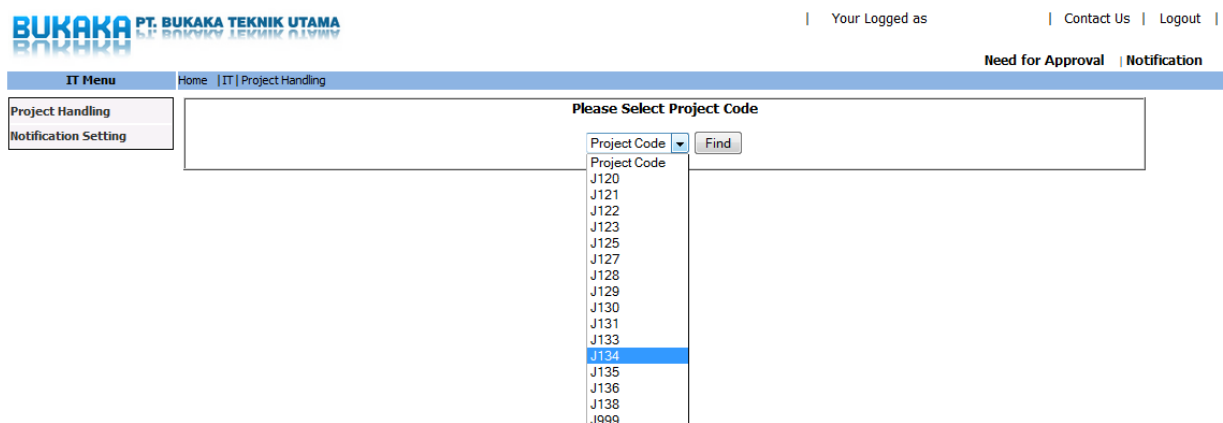 BUKAKA PT. BUKAKA TEKNIK UTAMA
| Your Logged as | Contact Us | Logout |
Need for Approval | Notification
IT Menu
Home | IT | Project Handling
Project Handling
Notification Setting
Please Select Project Code
Project Code Find
Project Code
J120
J121
J122
J123
J125
J127
J128
J129
J130
J131
J133
J134
J135
J136
J138
J999